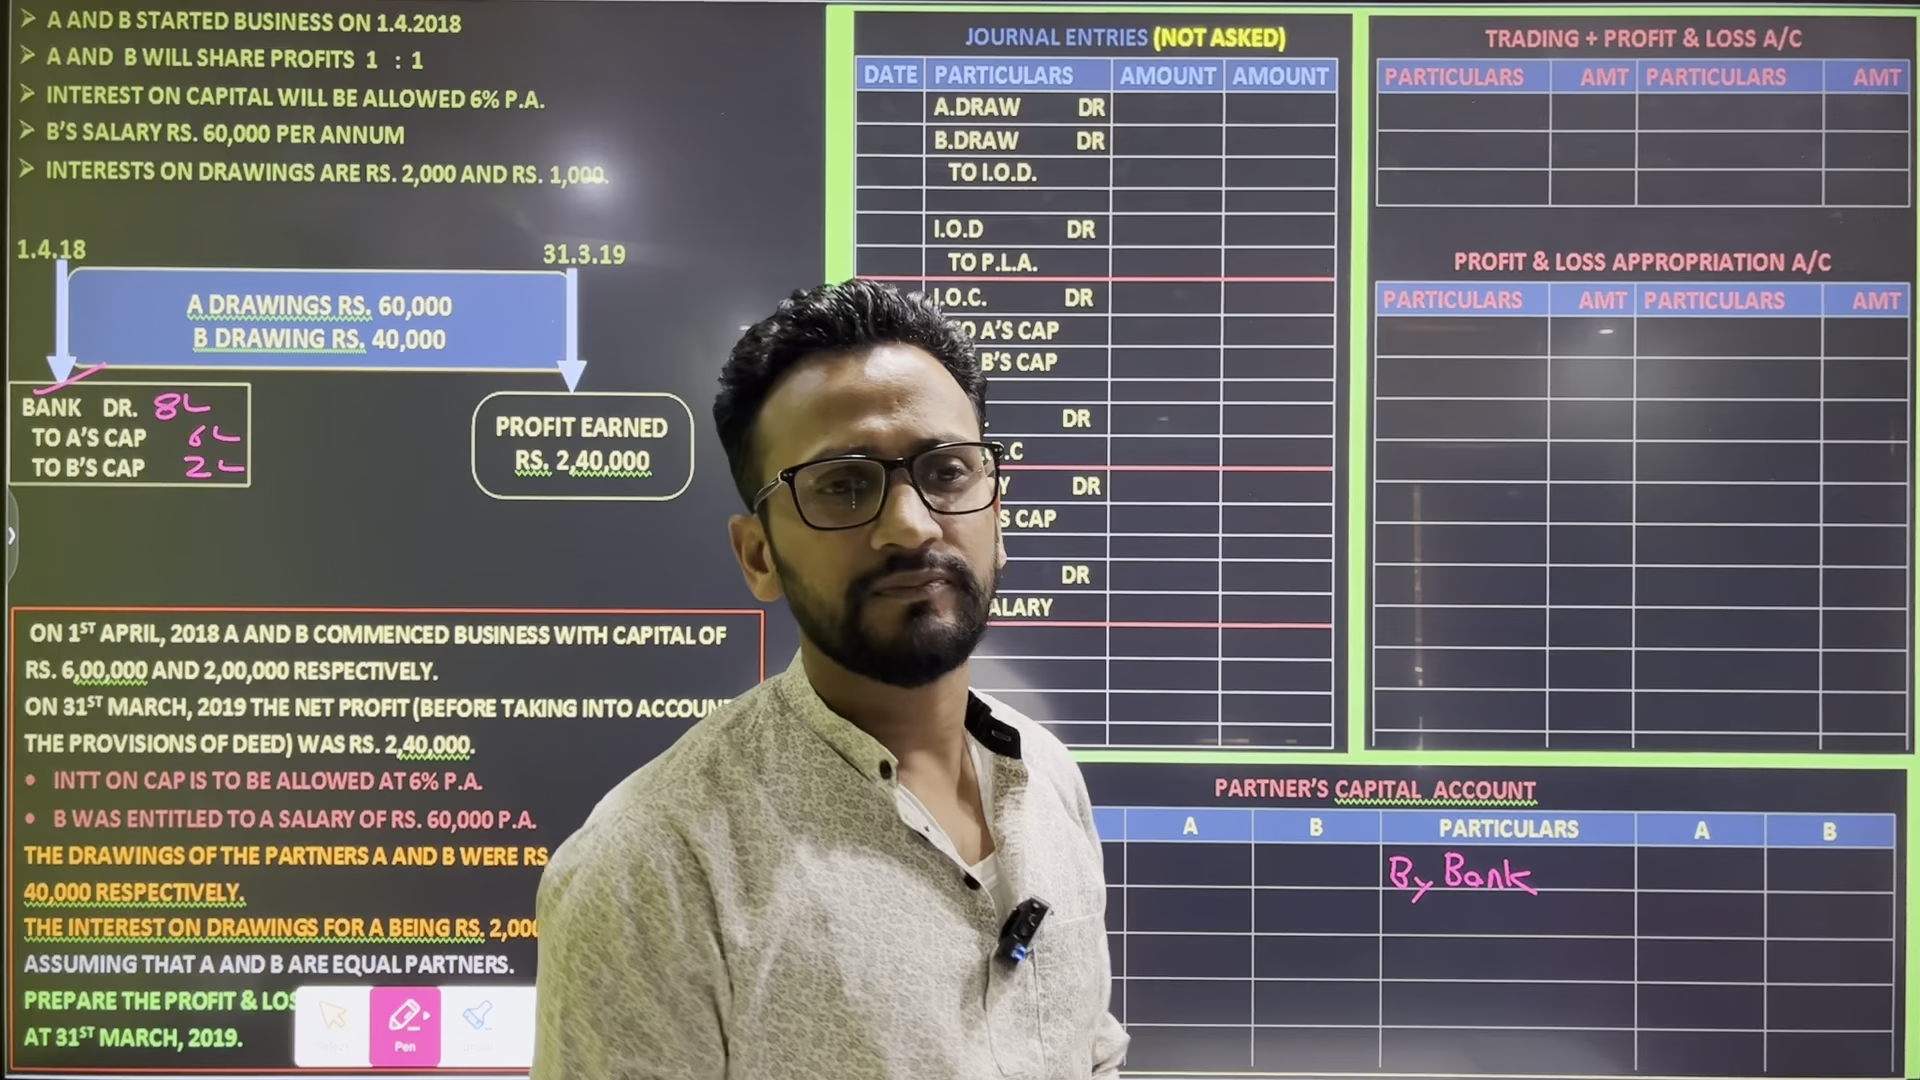 A AND B STARTED BUSINESS ON 1.4.2018
A AND B WILL SHARE PROFITS 1 : 1
INTEREST ON CAPITAL WILL BE ALLOWED 6% P.A.
B'S SALARY RS. 60,000 PER ANNUM
INTERESTS ON DRAWINGS ARE RS. 2,000 AND RS. 1,000.
1.4.18 31.3.19
A DRAWINGS RS. 60,000
B DRAWING RS. 40,000
BANK DR. 8L
TO A'S CAP 6L
TO B'S CAP 2L
PROFIT EARNED
RS. 2,40,000
ON 1ST APRIL, 2018 A AND B COMMENCED BUSINESS WITH CAPITAL OF
RS. 6,00,000 AND 2,00,000 RESPECTIVELY.
ON 31ST MARCH, 2019 THE NET PROFIT (BEFORE TAKING INTO ACCOUNT
THE PROVISIONS OF DEED) WAS RS. 2,40,000.
• INTT ON CAP IS TO BE ALLOWED AT 6% P.A.
• B WAS ENTITLED TO A SALARY OF RS. 60,000 P.A.
THE DRAWINGS OF THE PARTNERS A AND B WERE RS
40,000 RESPECTIVELY.
THE INTEREST ON DRAWINGS FOR A BEING RS. 2,000
ASSUMING THAT A AND B ARE EQUAL PARTNERS.
PREPARE THE PROFIT & LOS
AT 31ST MARCH, 2019.
Pen
JOURNAL ENTRIES (NOT ASKED)
DATE PARTICULARS AMOUNT AMOUNT
A.DRAW DR
B.DRAW DR
TO I.O.D.
I.O.D DR
TO P.L.A.
I.O.C. DR
TO A'S CAP
B'S CAP
DR
.C
Y DR
S CAP
DR
ALARY
TRADING + PROFIT & LOSS A/C
PARTICULARS AMT PARTICULARS AMT
PROFIT & LOSS APPROPRIATION A/C
PARTICULARS AMT PARTICULARS AMT
PARTNER'S CAPITAL ACCOUNT
A B PARTICULARS A B
By Bank